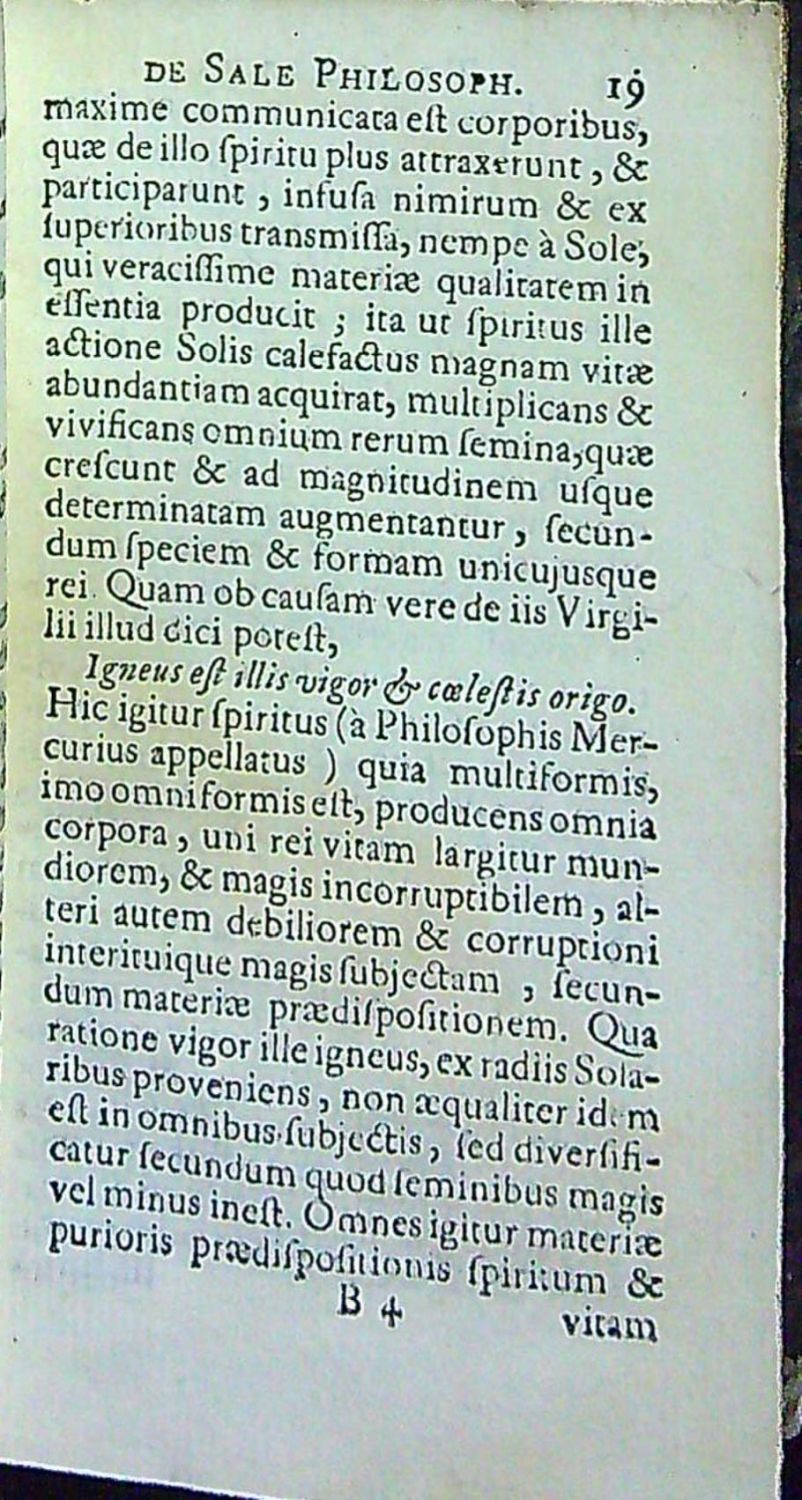 DE SALE PHILOSOPH. 19
maxime communicata eſt corporibus,
quæ de illo ſpiritu plus attraxerunt, &
participarunt, infuſa nimirum & ex
ſuperioribus transmiſſa, nempe à Sole,
qui veraciſſime materiæ qualitatem in
eſſentia producit; ita ut ſpiritus ille
actione Solis calefactus magnam vitæ
abundantiam acquirat, multiplicans &
vivificans omnium rerum ſemina, quæ
creſcunt & ad magnitudinem uſque
determinatam augmentantur, ſecun-
dum ſpeciem & formam unicujusque
rei. Quam ob cauſam vere de iis Virgi-
lii illud dici poteſt,
Igneus eſt illis vigor & cœleſtis origo.
Hic igitur ſpiritus (à Philoſophis Mer-
curius appellatus) quia multiformis,
imo omniformis eſt, producens omnia
corpora, uni rei vitam largitur mun-
diorem, & magis incorruptibilem, al-
teri autem debiliorem & corruptioni
interituique magis ſubjectam, ſecun-
dum materiæ prædiſpoſitionem. Qua
ratione vigor ille igneus, ex radiis Sola-
ribus proveniens, non æqualiter idem
eſt in omnibus ſubjectis, ſed diverſifi-
catur ſecundum quod ſeminibus magis
vel minus ineſt. Omnes igitur materiæ
purioris prædiſpoſitionis ſpiritum &
B 4 vitam